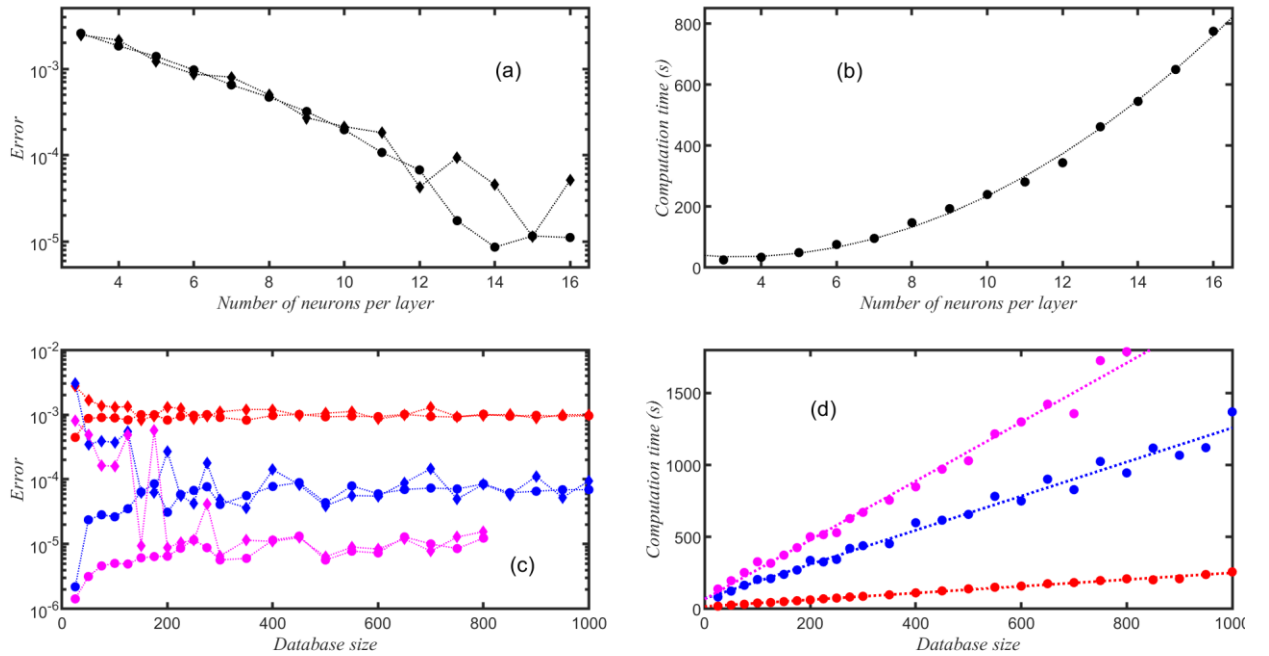 10^-3
10^-4
10^-5
Error
(a)
4 6 8 10 12 14 16
Number of neurons per layer
800
600
400
200
0
Computation time (s)
(b)
4 6 8 10 12 14 16
Number of neurons per layer
10^-2
10^-3
10^-4
10^-5
10^-6
Error
(c)
0 200 400 600 800 1000
Database size
1500
1000
500
0
Computation time (s)
(d)
0 200 400 600 800 1000
Database size